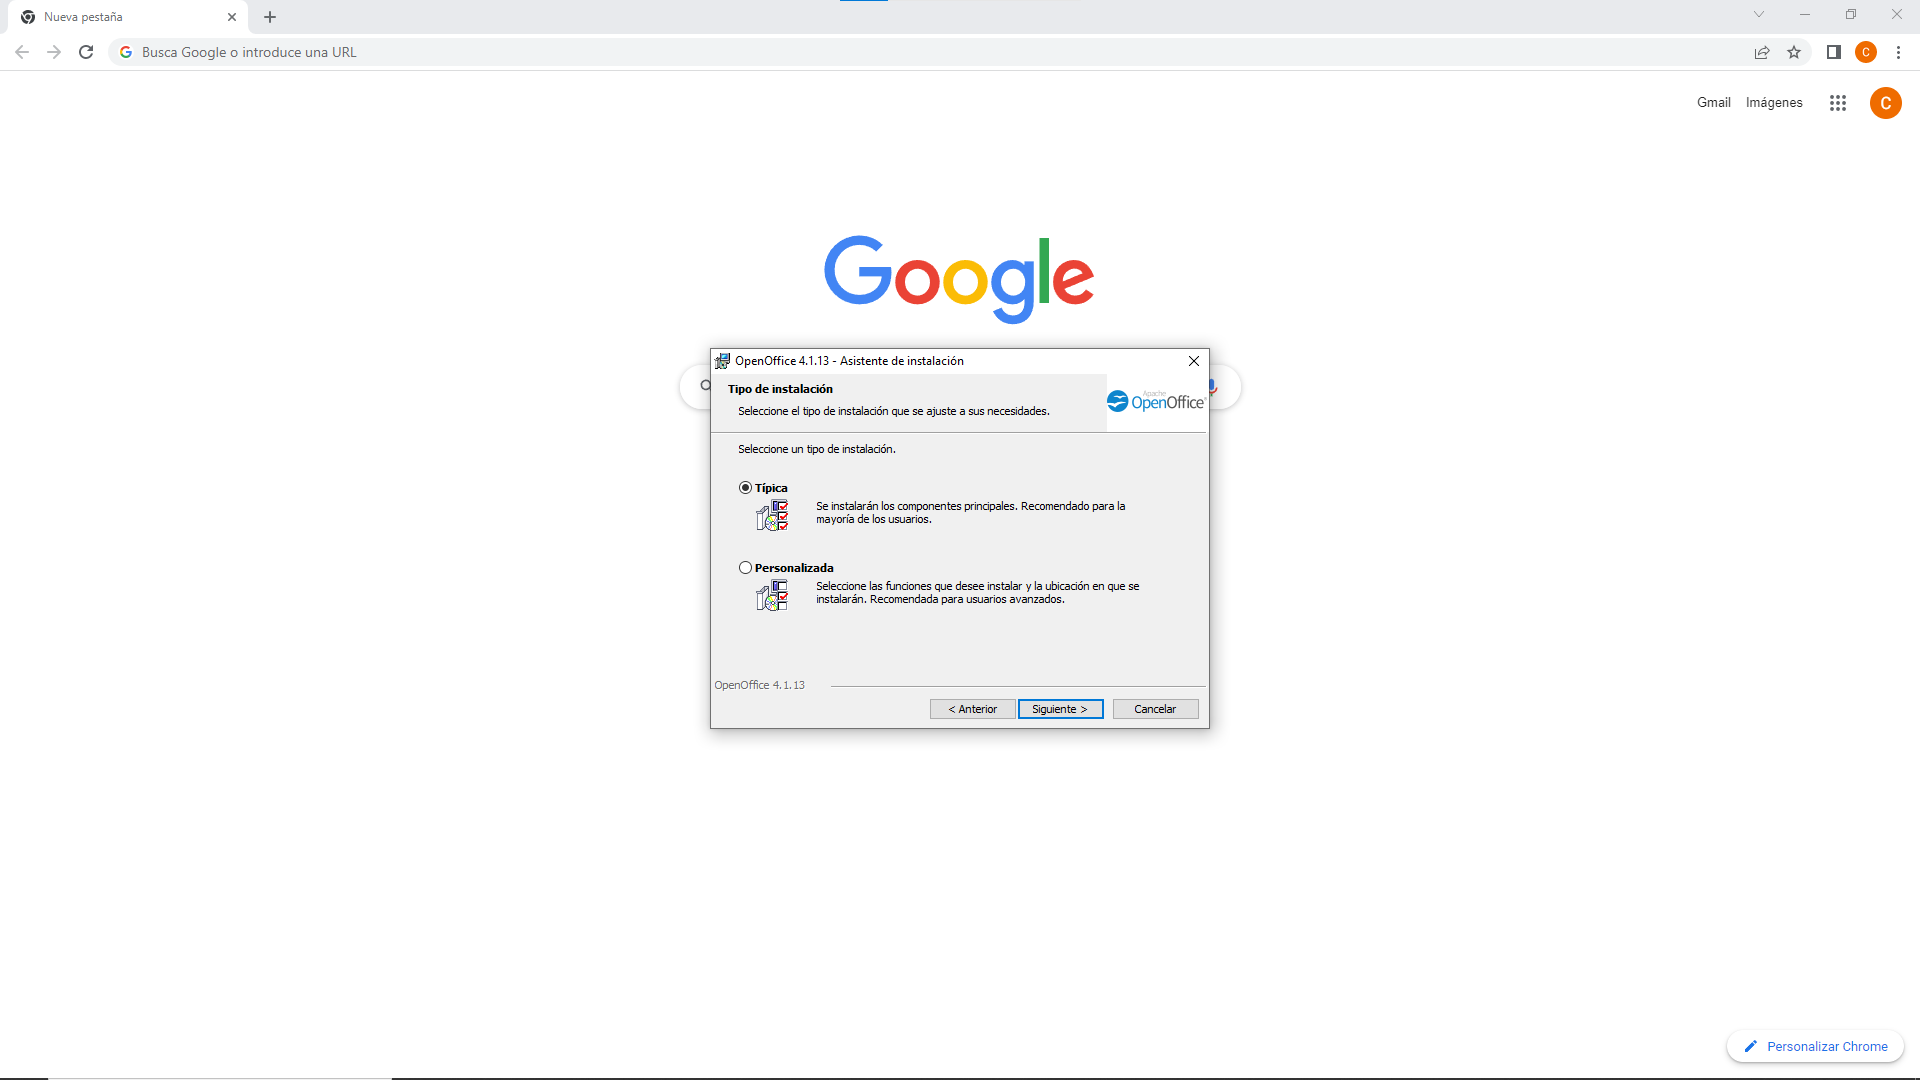 Nueva pestaña
Busca Google o introduce una URL
C
Gmail
Imágenes
C
Google
OpenOffice 4.1.13 - Asistente de instalación
Tipo de instalación
Seleccione el tipo de instalación que se ajuste a sus necesidades.
Apache
OpenOffice
Seleccione un tipo de instalación.
Típica
Se instalarán los componentes principales. Recomendado para la
mayoría de los usuarios.
Personalizada
Seleccione las funciones que desee instalar y la ubicación en que se
instalarán. Recomendada para usuarios avanzados.
OpenOffice 4.1.13
< Anterior
Siguiente >
Cancelar
Personalizar Chrome